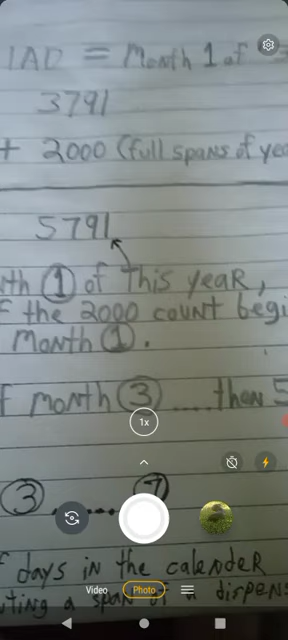 1AD = Month 1 of
3791
+ 2000 (full spans of yea
5791
nth ① of this year,
f the 2000 count begi
Month ①.
f month ③ .... then 5
1x
③ ..... ⑦
Video Photo
f days in the calender
uting a span of a dispens